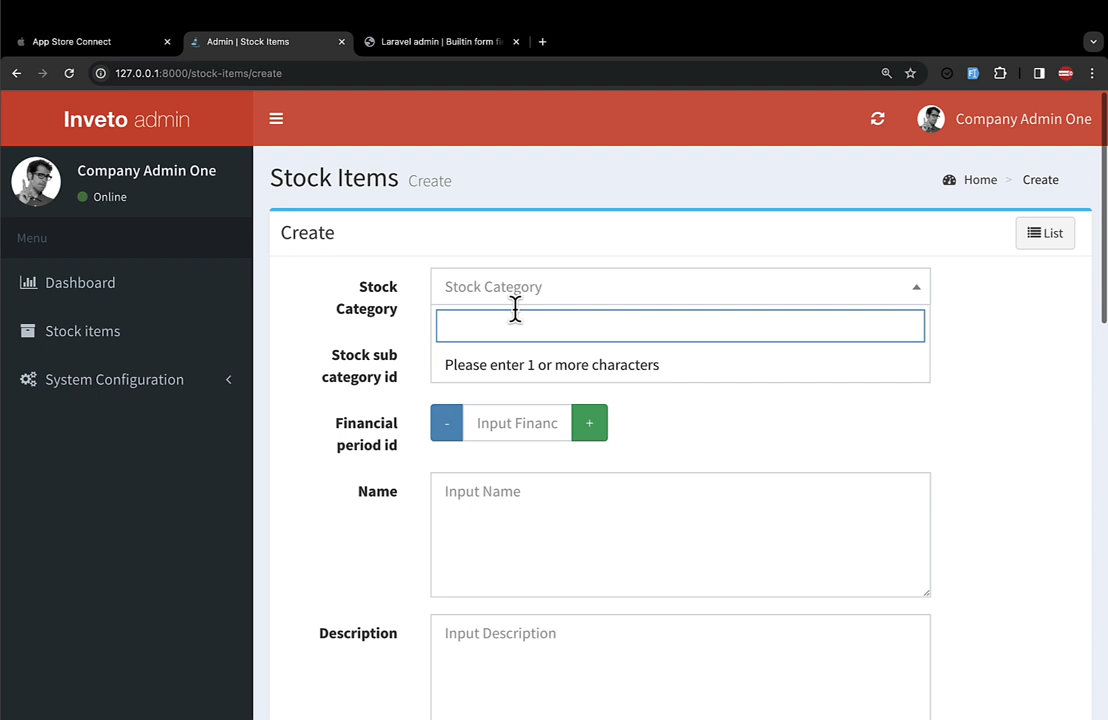 App Store Connect
Admin | Stock Items
Laravel admin | Builtin form fi
127.0.0.1:8000/stock-items/create
Inveto admin
Company Admin One
Company Admin One
Online
Menu
Dashboard
Stock items
System Configuration
Stock Items Create
Home > Create
Create
List
Stock Category
Stock
Category
Please enter 1 or more characters
Stock sub
category id
Financial
period id
- Input Financ +
Name
Input Name
Description
Input Description